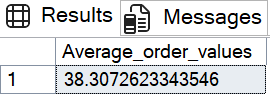 Results Messages
Average_order_values
1 38.3072623343546